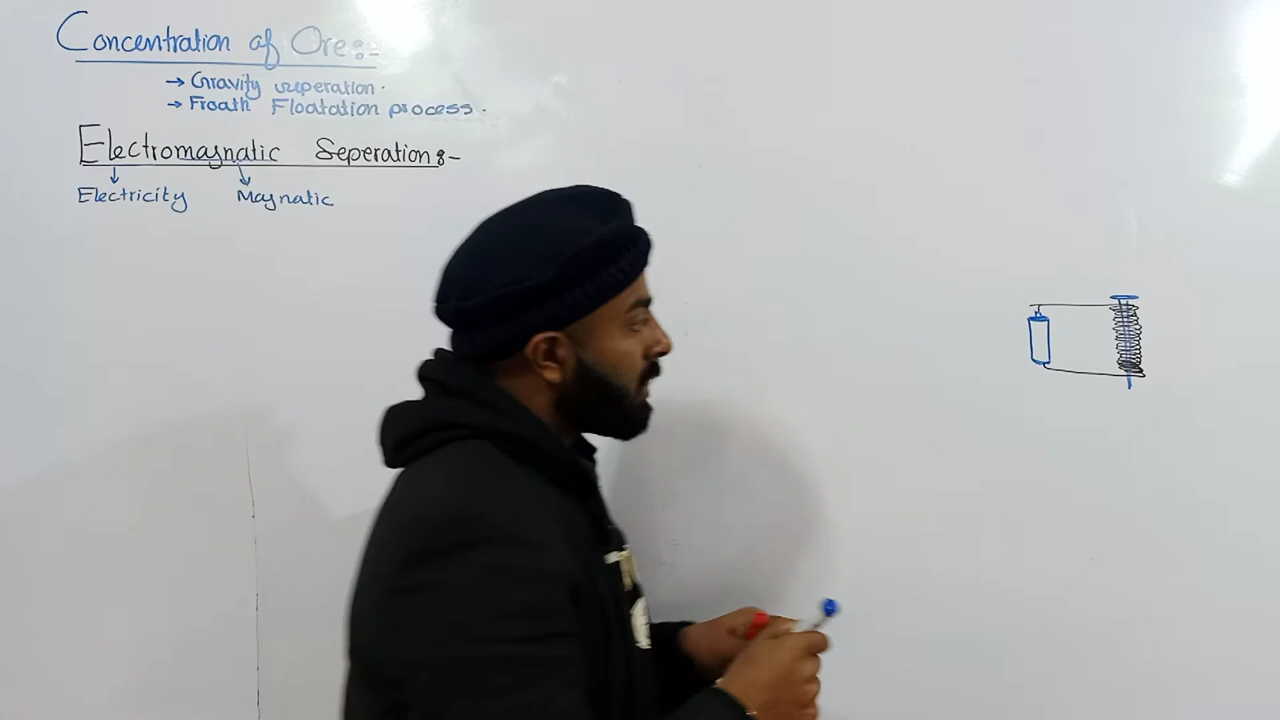 Concentration of Ore:-
→ Gravity seperation.
→ Froath Floatation process.
Electromagnatic Seperation:-
Electricity Magnatic